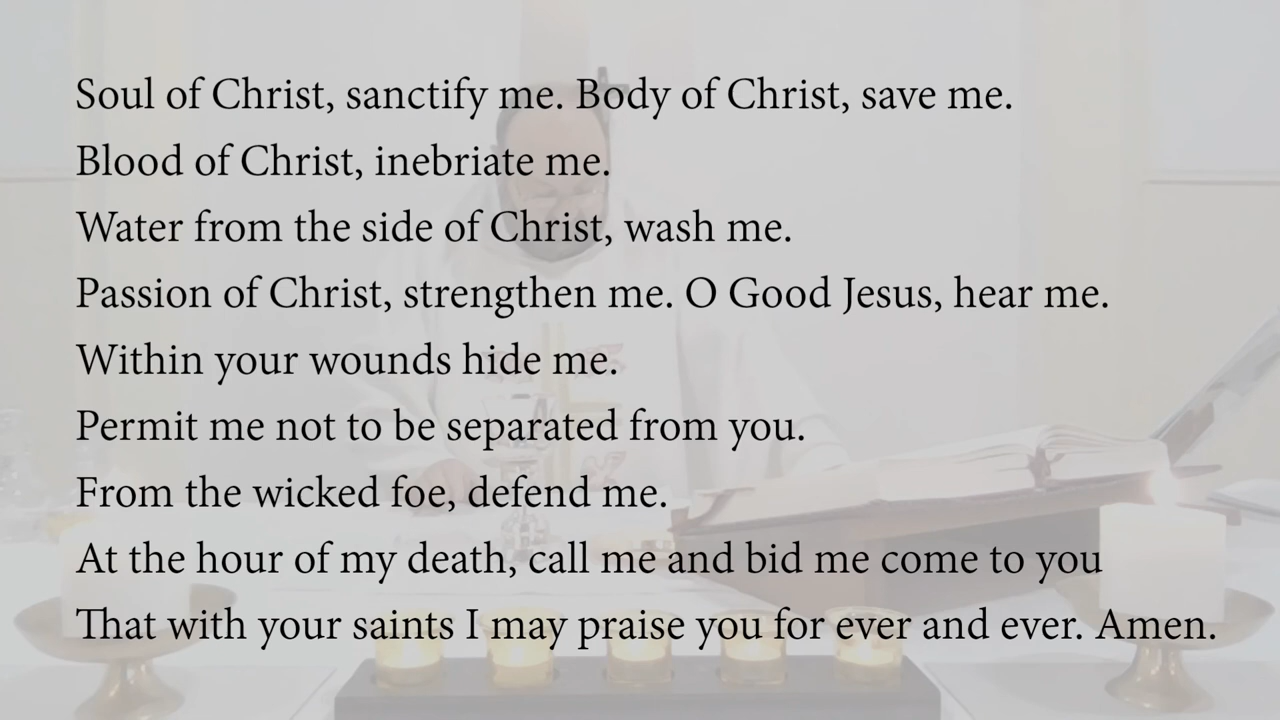 Soul of Christ, sanctify me. Body of Christ, save me.
Blood of Christ, inebriate me.
Water from the side of Christ, wash me.
Passion of Christ, strengthen me. O Good Jesus, hear me.
Within your wounds hide me.
Permit me not to be separated from you.
From the wicked foe, defend me.
At the hour of my death, call me and bid me come to you
That with your saints I may praise you for ever and ever. Amen.